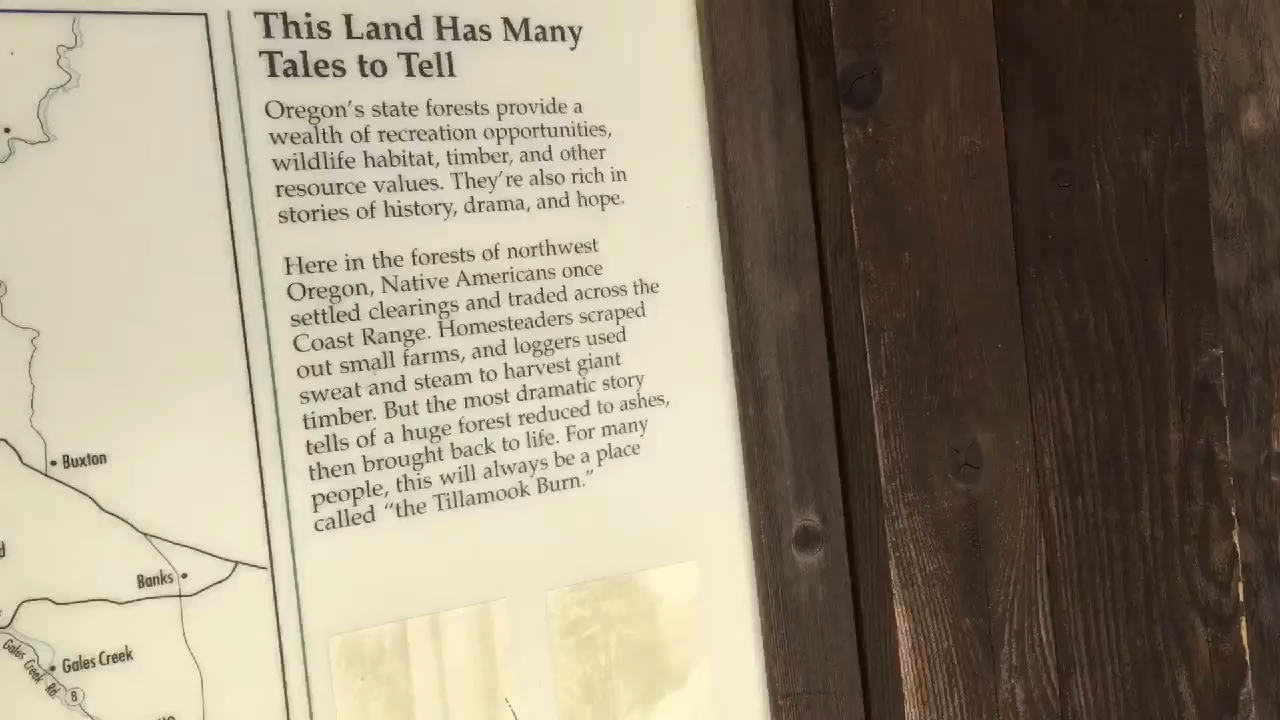 This Land Has Many
Tales to Tell
Oregon's state forests provide a
wealth of recreation opportunities,
wildlife habitat, timber, and other
resource values. They're also rich in
stories of history, drama, and hope.
Here in the forests of northwest
Oregon, Native Americans once
settled clearings and traded across the
Coast Range. Homesteaders scraped
out small farms, and loggers used
sweat and steam to harvest giant
timber. But the most dramatic story
tells of a huge forest reduced to ashes,
then brought back to life. For many
people, this will always be a place
called "the Tillamook Burn."
Buxton
Banks
Gales Creek
Gales Creek Rd.
8